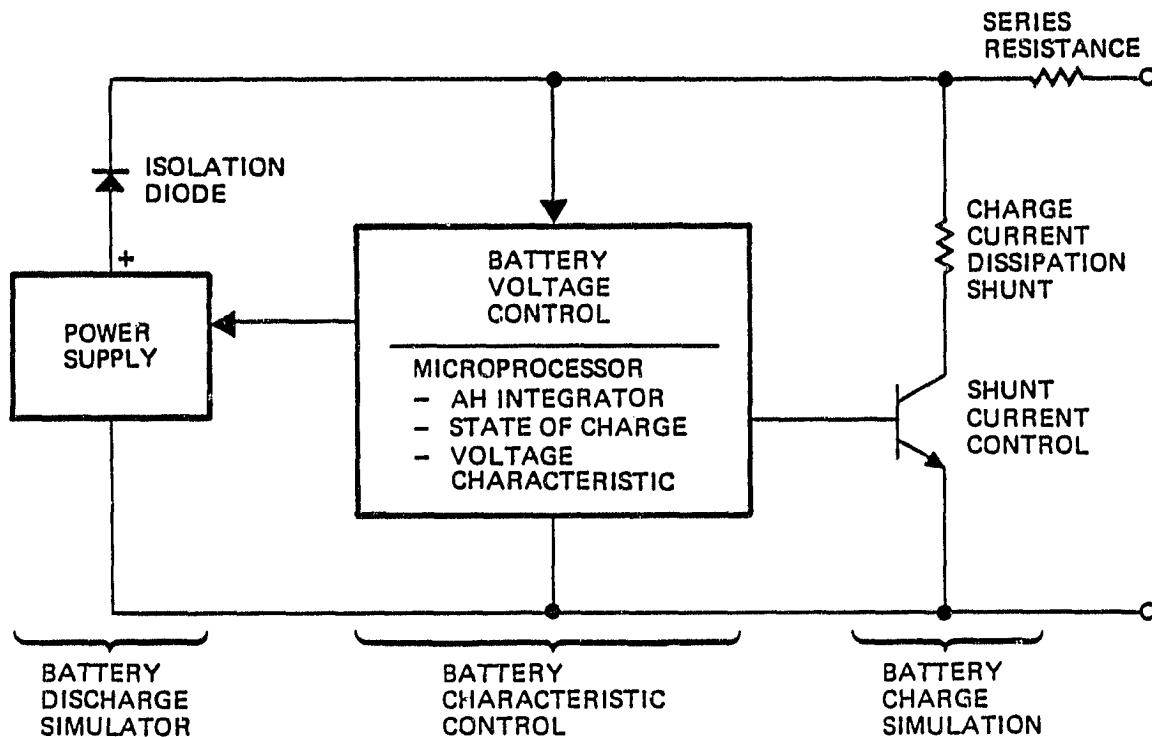 SERIES
RESISTANCE
ISOLATION
DIODE
+
POWER
SUPPLY
BATTERY
VOLTAGE
CONTROL
MICROPROCESSOR
- AH INTEGRATOR
- STATE OF CHARGE
- VOLTAGE
CHARACTERISTIC
CHARGE
CURRENT
DISSIPATION
SHUNT
SHUNT
CURRENT
CONTROL
BATTERY
DISCHARGE
SIMULATOR
BATTERY
CHARACTERISTIC
CONTROL
BATTERY
CHARGE
SIMULATION